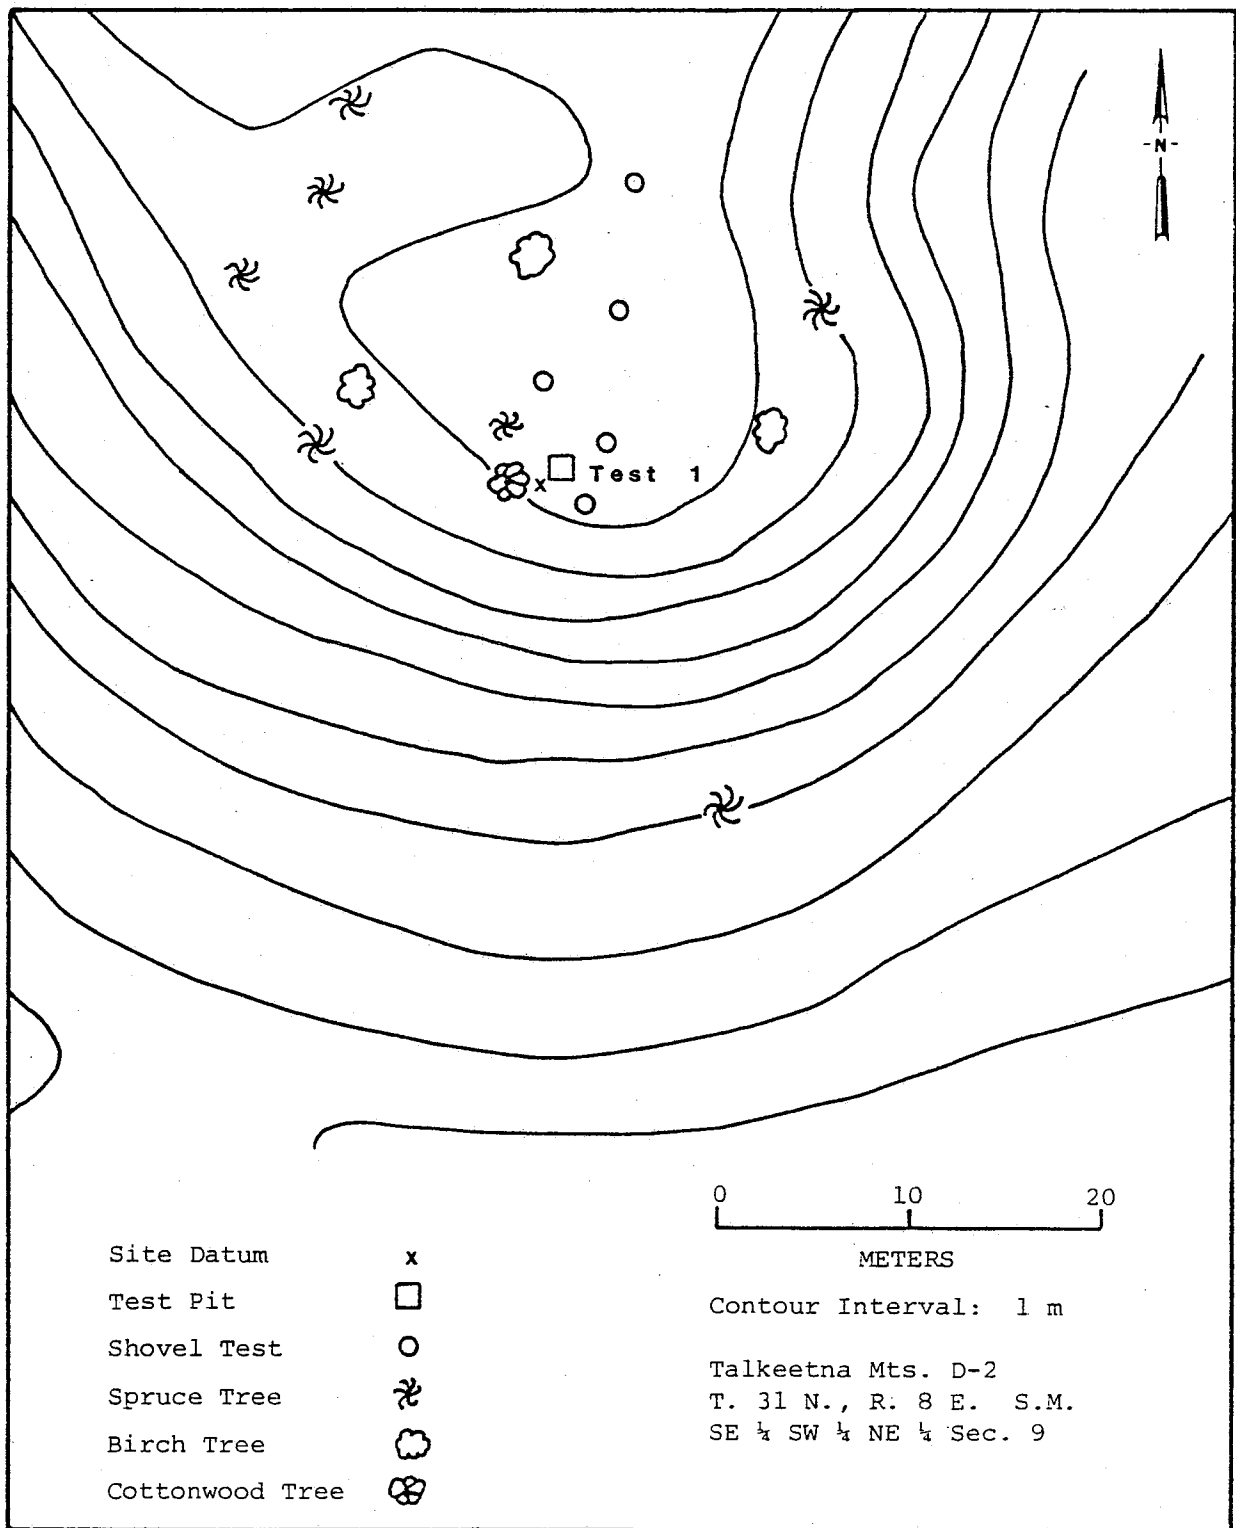 -N-
Test 1
x
0 10 20
METERS
Site Datum x
Test Pit
Shovel Test
Spruce Tree
Birch Tree
Cottonwood Tree
Contour Interval: 1 m
Talkeetna Mts. D-2
T. 31 N., R. 8 E. S.M.
SE ¼ SW ¼ NE ¼ Sec. 9